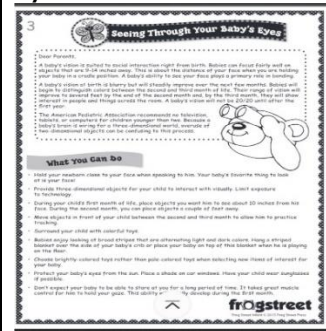 3
Seeing Through Your Baby's Eyes
Dear Parents,
A baby's vision is suited to social interaction right from birth. Babies can focus fairly well on
objects that are 8-14 inches away. This is about the distance of your face when you are holding
your baby in a cradle position. A baby's ability to see your face plays a primary role in bonding.
A baby's vision at birth is blurry but will steadily improve over the next few months. Babies will
begin to distinguish colors between the second and third month of life. Their range of vision will
improve to several feet by the end of the second month and, by the third month, they will show
interest in people and things across the room. A baby's vision will not be 20/20 until after the
first year.
The American Pediatric Association recommends no television,
tablets, or computers for children younger than two. Because a
baby's brain is wiring for a three-dimensional world, overuse of
two-dimensional objects can be confusing to this process.
What You Can Do
Hold your newborn close to your face when speaking to him. Your baby's favorite thing to look
at is your face!
Provide three-dimensional objects for your child to interact with visually. Limit exposure
to technology.
During your child's first month of life, place objects you want him to see about 10 inches from his
face. During the second month, you can place objects a couple of feet away.
Move objects in front of your child between the second and third month to allow him to practice
tracking.
Surround your child with colorful toys.
Babies enjoy looking at broad stripes that are alternating light and dark colors. Hang a striped
blanket over the side of your baby's crib or place your baby on top of this blanket when he is playing
on the floor.
Choose brightly colored toys rather than pale colored toys when selecting new items of interest for
your baby.
Protect your baby's eyes from the sun. Place a shade on car windows. Have your child wear sunglasses
if possible.
Don't expect your baby to be able to stare at you for a long period of time. It takes great muscle
control for him to hold your gaze. This ability develop during the first month.
frogstreet